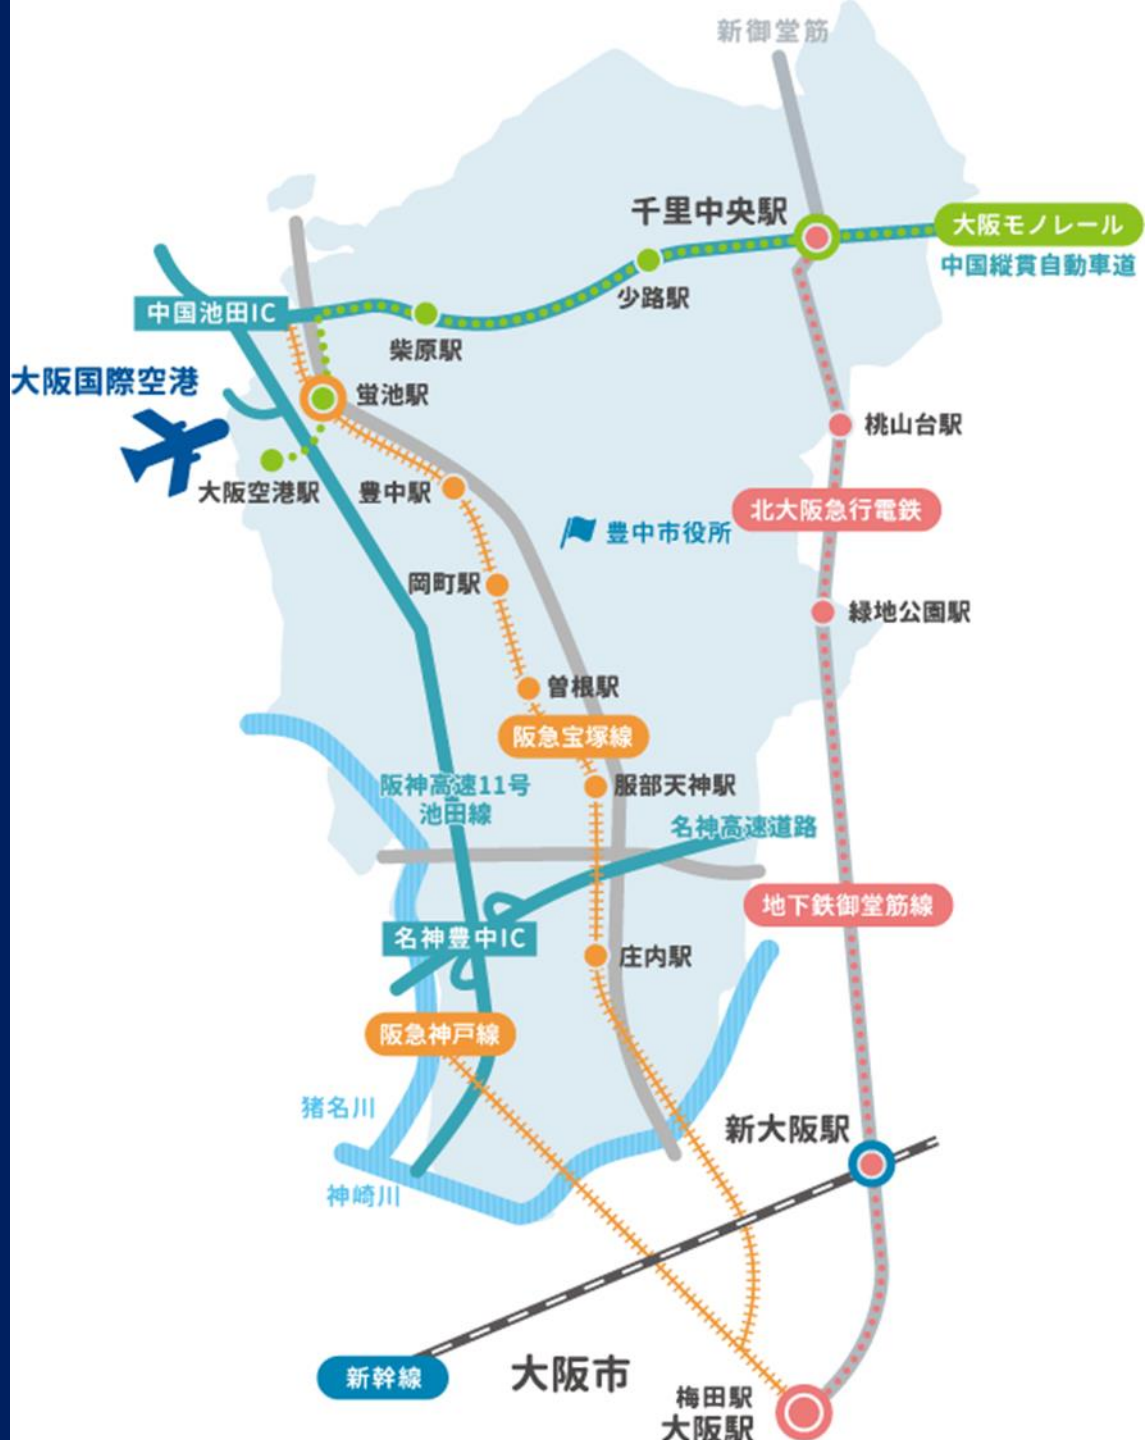 新御堂筋
千里中央駅
大阪モノレール
中国縦貫自動車道
少路駅
中国池田IC
柴原駅
大阪国際空港
蛍池駅
桃山台駅
大阪空港駅
豊中駅
北大阪急行電鉄
豊中市役所
岡町駅
緑地公園駅
曽根駅
阪急宝塚線
阪神高速11号
池田線
服部天神駅
名神高速道路
地下鉄御堂筋線
名神豊中IC
庄内駅
阪急神戸線
猪名川
新大阪駅
神崎川
新幹線
大阪市
梅田駅
大阪駅